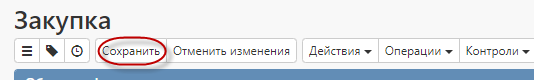 Закупка
Сохранить Отменить изменения Действия Операции Контроли